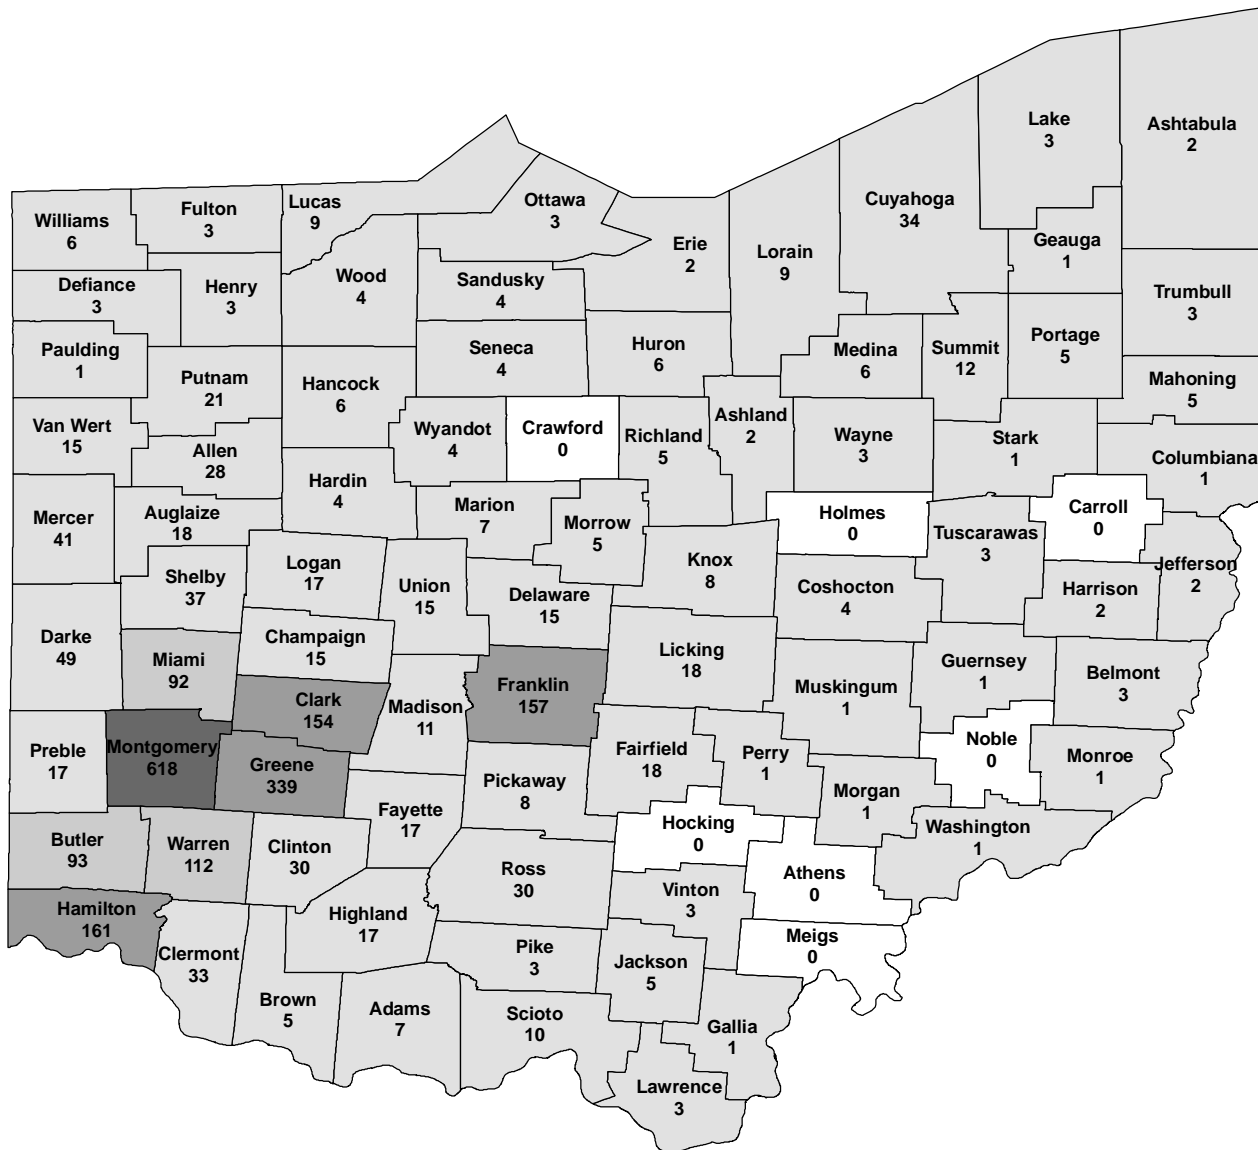 Lake
3
Ashtabula
2
Cuyahoga
34
Geauga
1
Ottawa
3
Lucas
9
Fulton
3
Williams
6
Erie
2
Lorain
9
Wood
4
Sandusky
4
Defiance
3
Henry
3
Trumbull
3
Paulding
1
Putnam
21
Hancock
6
Seneca
4
Huron
6
Medina
6
Summit
12
Portage
5
Mahoning
5
Van Wert
15
Allen
28
Wyandot
4
Crawford
0
Richland
5
Ashland
2
Wayne
3
Stark
1
Columbiana
1
Mercer
41
Auglaize
18
Hardin
4
Marion
7
Morrow
5
Holmes
0
Tuscarawas
3
Carroll
0
Jefferson
2
Shelby
37
Logan
17
Union
15
Delaware
15
Knox
8
Coshocton
4
Harrison
2
Darke
49
Miami
92
Champaign
15
Licking
18
Guernsey
1
Belmont
3
Clark
154
Madison
11
Franklin
157
Muskingum
1
Preble
17
Montgomery
618
Greene
339
Fairfield
18
Perry
1
Noble
0
Monroe
1
Pickaway
8
Morgan
1
Fayette
17
Hocking
0
Washington
1
Butler
93
Warren
112
Clinton
30
Ross
30
Athens
0
Vinton
3
Hamilton
161
Highland
17
Meigs
0
Clermont
33
Pike
3
Jackson
5
Brown
5
Adams
7
Scioto
10
Gallia
1
Lawrence
3